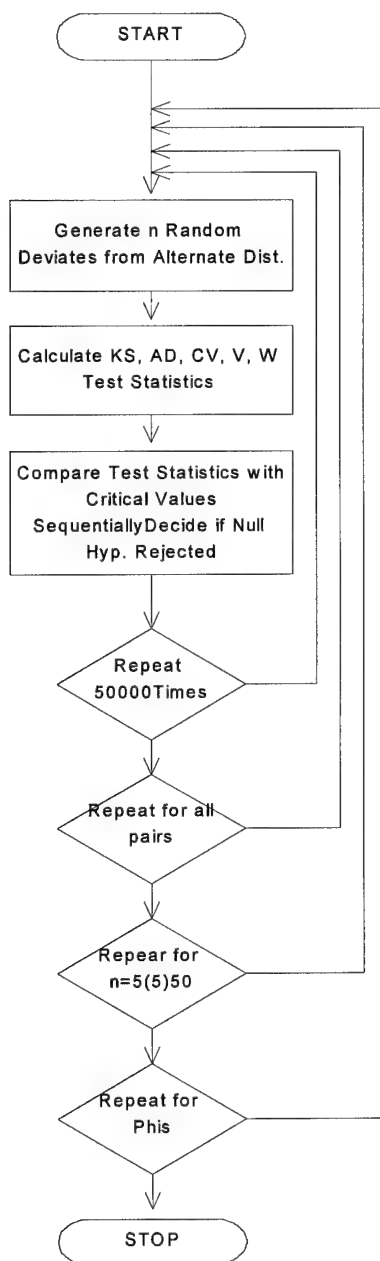 START
Generate n Random
Deviates from Alternate Dist.
Calculate KS, AD, CV, V, W
Test Statistics
Compare Test Statistics with
Critical Values
SequentiallyDecide if Null
Hyp. Rejected
Repeat
50000Times
Repeat for all
pairs
Repear for
n=5(5)50
Repeat for
Phis
STOP